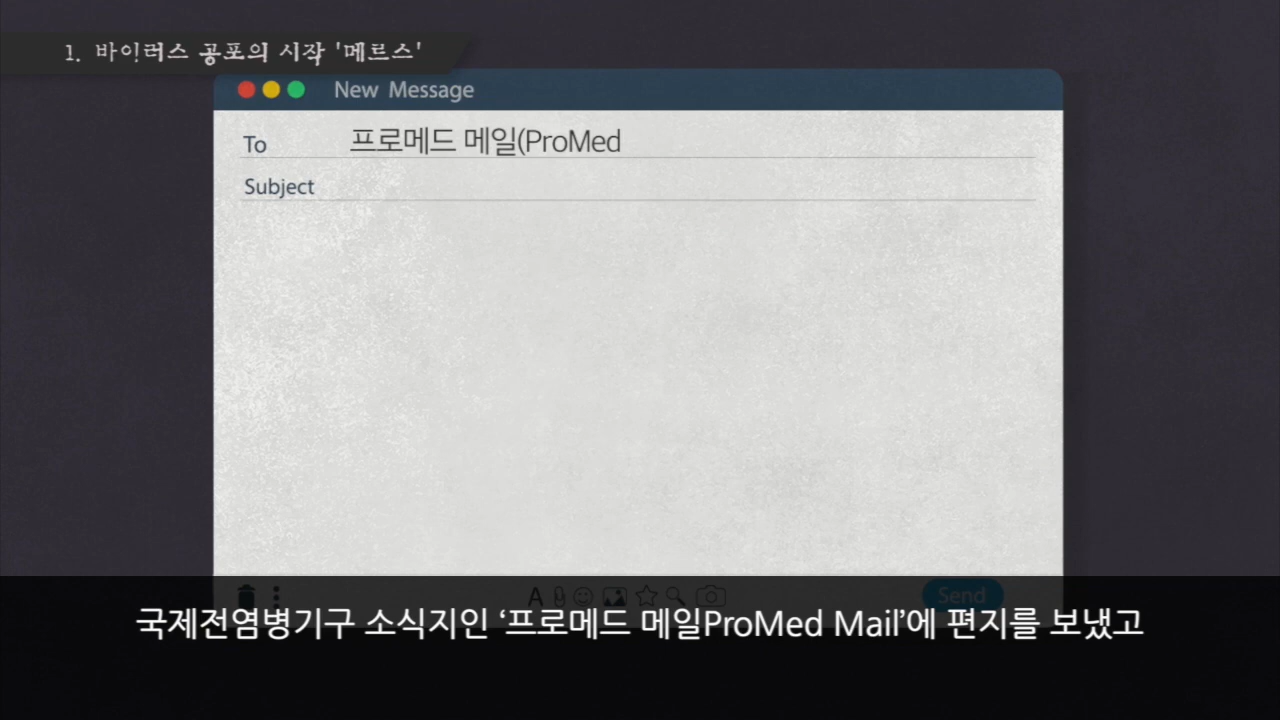 1. 바이러스 공포의 시작 '메르스'
New Message
To 프로메드 메일(ProMed
Subject
A
Send
국제전염병기구 소식지인 ‘프로메드 메일ProMed Mail’에 편지를 보냈고